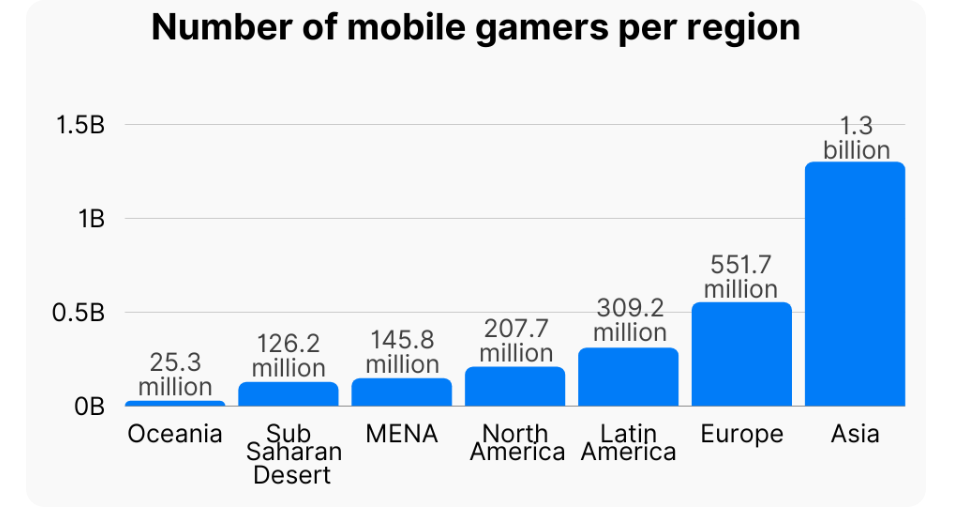 Number of mobile gamers per region
1.5B
1B
0.5B
0B
25.3
million
126.2
million
145.8
million
207.7
million
309.2
million
551.7
million
1.3
billion
Oceania
Sub
Saharan
Desert
MENA
North
America
Latin
America
Europe
Asia